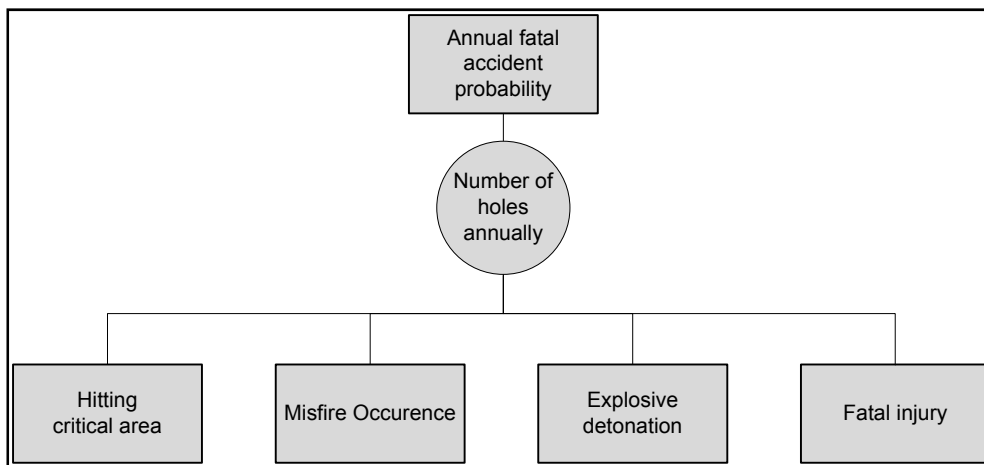 Annual fatal
accident
probability
Number of
holes
annually
Hitting
critical area
Misfire Occurence
Explosive
detonation
Fatal injury